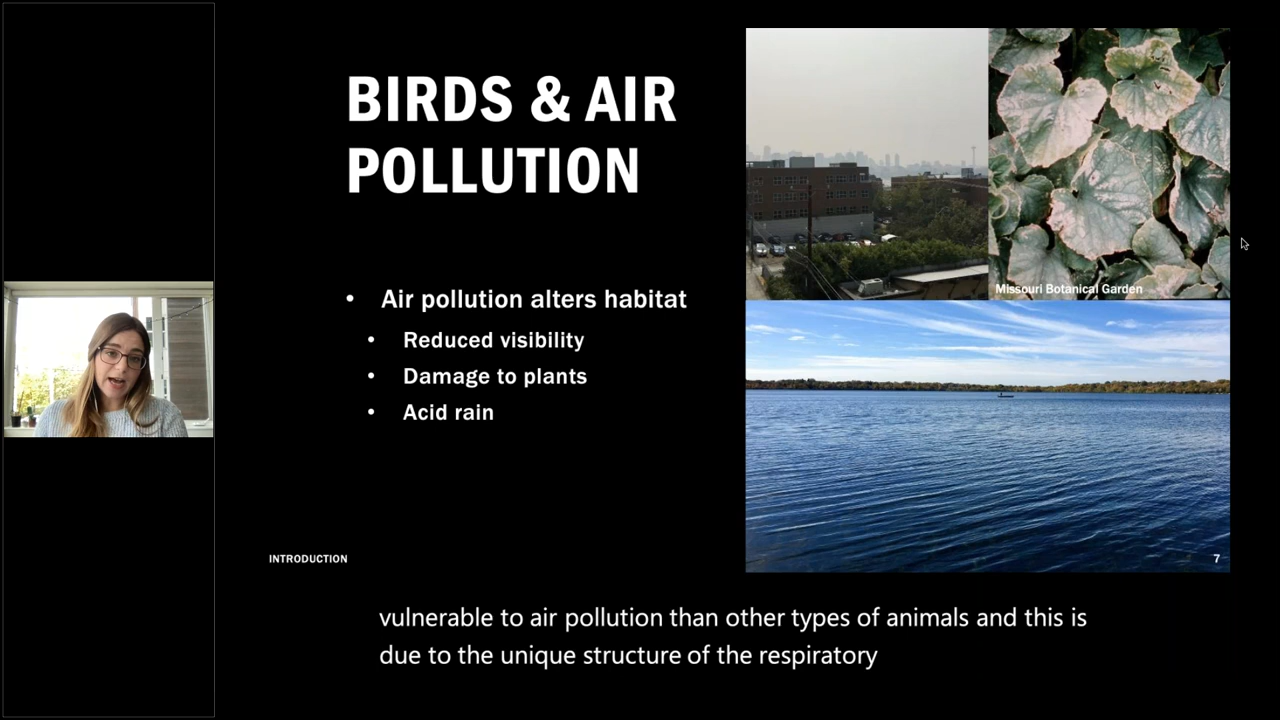 BIRDS & AIR
POLLUTION
• Air pollution alters habitat
• Reduced visibility
• Damage to plants
• Acid rain
Missouri Botanical Garden
INTRODUCTION
7
vulnerable to air pollution than other types of animals and this is
due to the unique structure of the respiratory